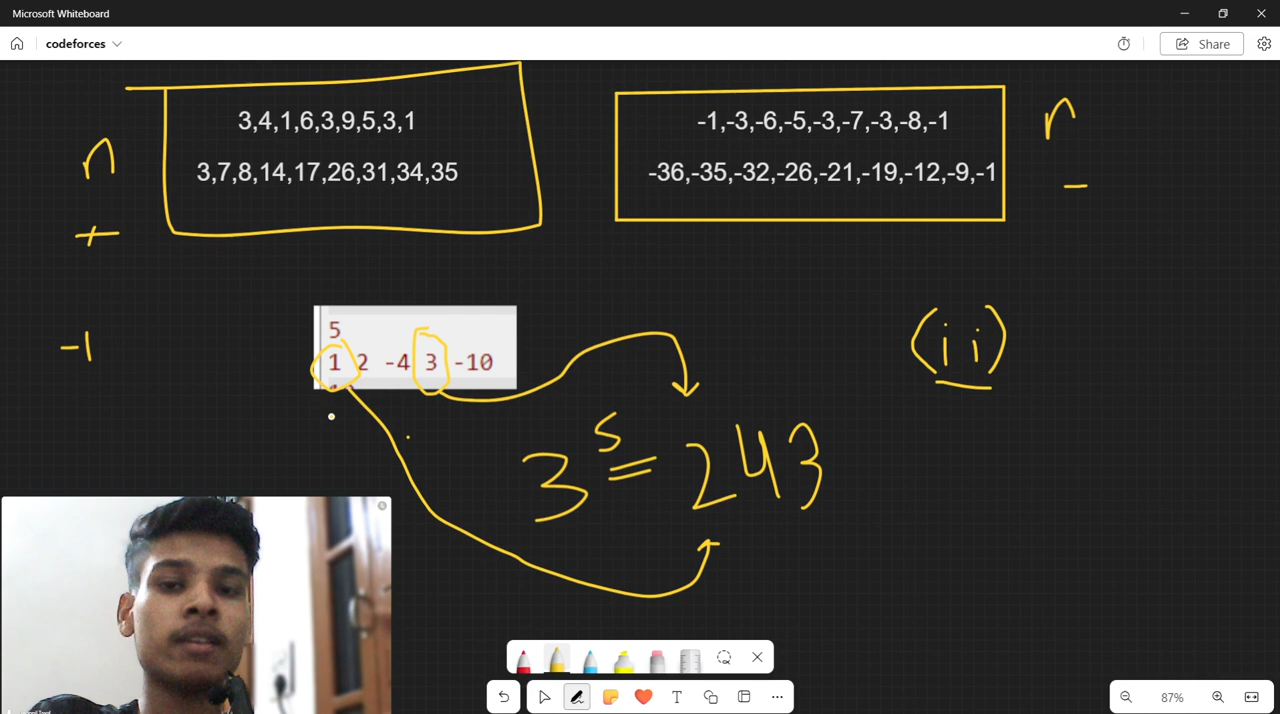 Microsoft Whiteboard
codeforces
Share
3,4,1,6,3,9,5,3,1
3,7,8,14,17,26,31,34,35
n
+
-1,-3,-6,-5,-3,-7,-3,-8,-1
-36,-35,-32,-26,-21,-19,-12,-9,-1
n
-
-1
5
1 2 -4 3 -10
(ii)
3^5 = 243
87%